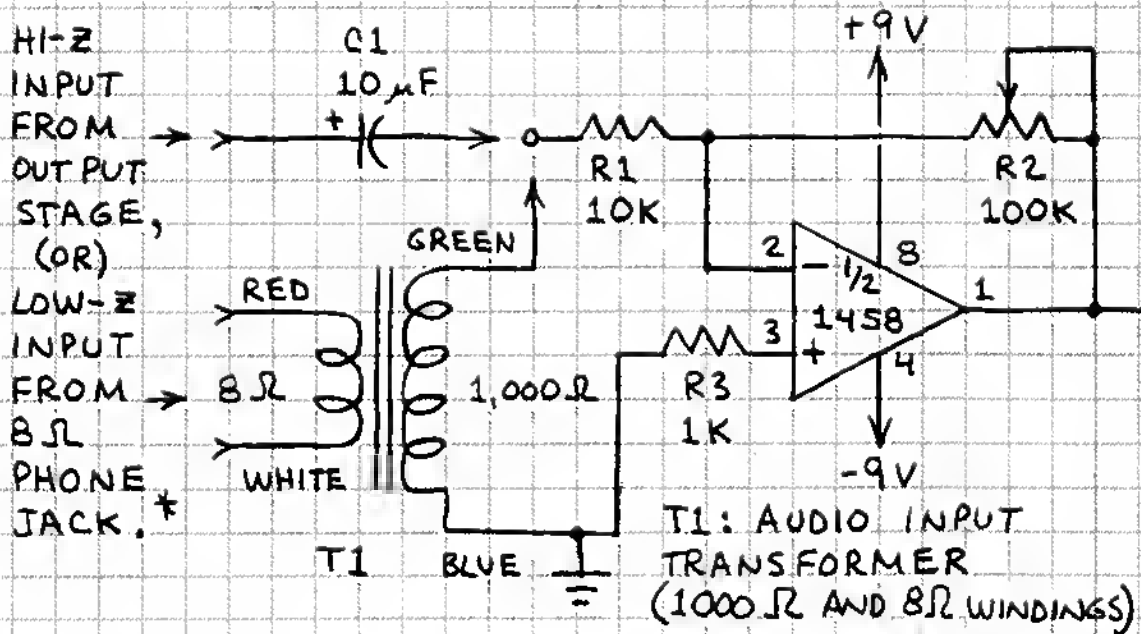 HI-Z
INPUT
FROM
OUTPUT
STAGE,
(OR)
LOW-Z
INPUT
FROM
8Ω
PHONE
JACK.*
C1
10 µF
+
R1
10K
+9V
R2
100K
GREEN
RED
8Ω
WHITE
T1
1,000Ω
BLUE
2
-
1/2
8
1458
1
3
+
4
R3
1K
-9V
T1: AUDIO INPUT
TRANSFORMER
(1000Ω AND 8Ω WINDINGS)